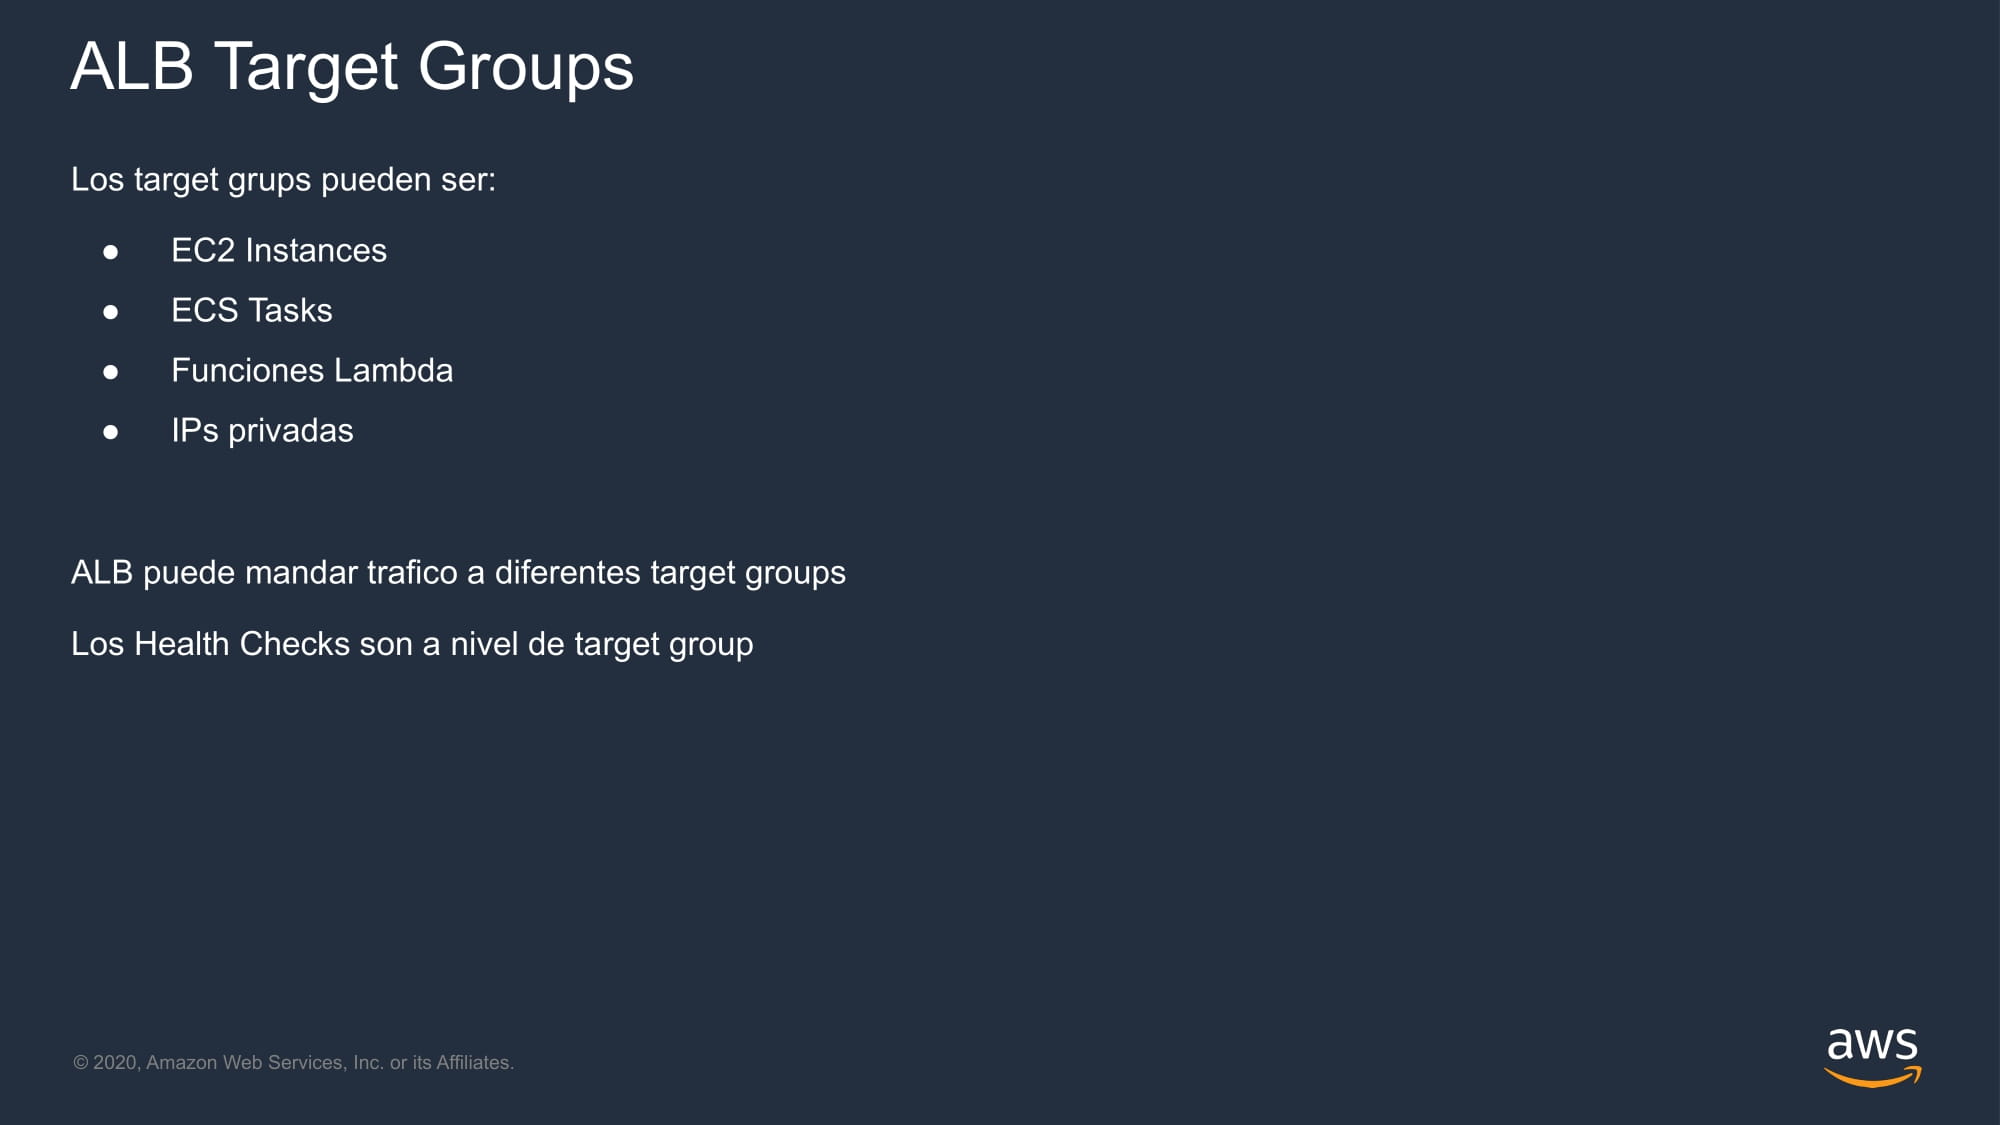 ALB Target Groups
Los target grups pueden ser:
● EC2 Instances
● ECS Tasks
● Funciones Lambda
● IPs privadas
ALB puede mandar trafico a diferentes target groups
Los Health Checks son a nivel de target group
© 2020, Amazon Web Services, Inc. or its Affiliates.
aws